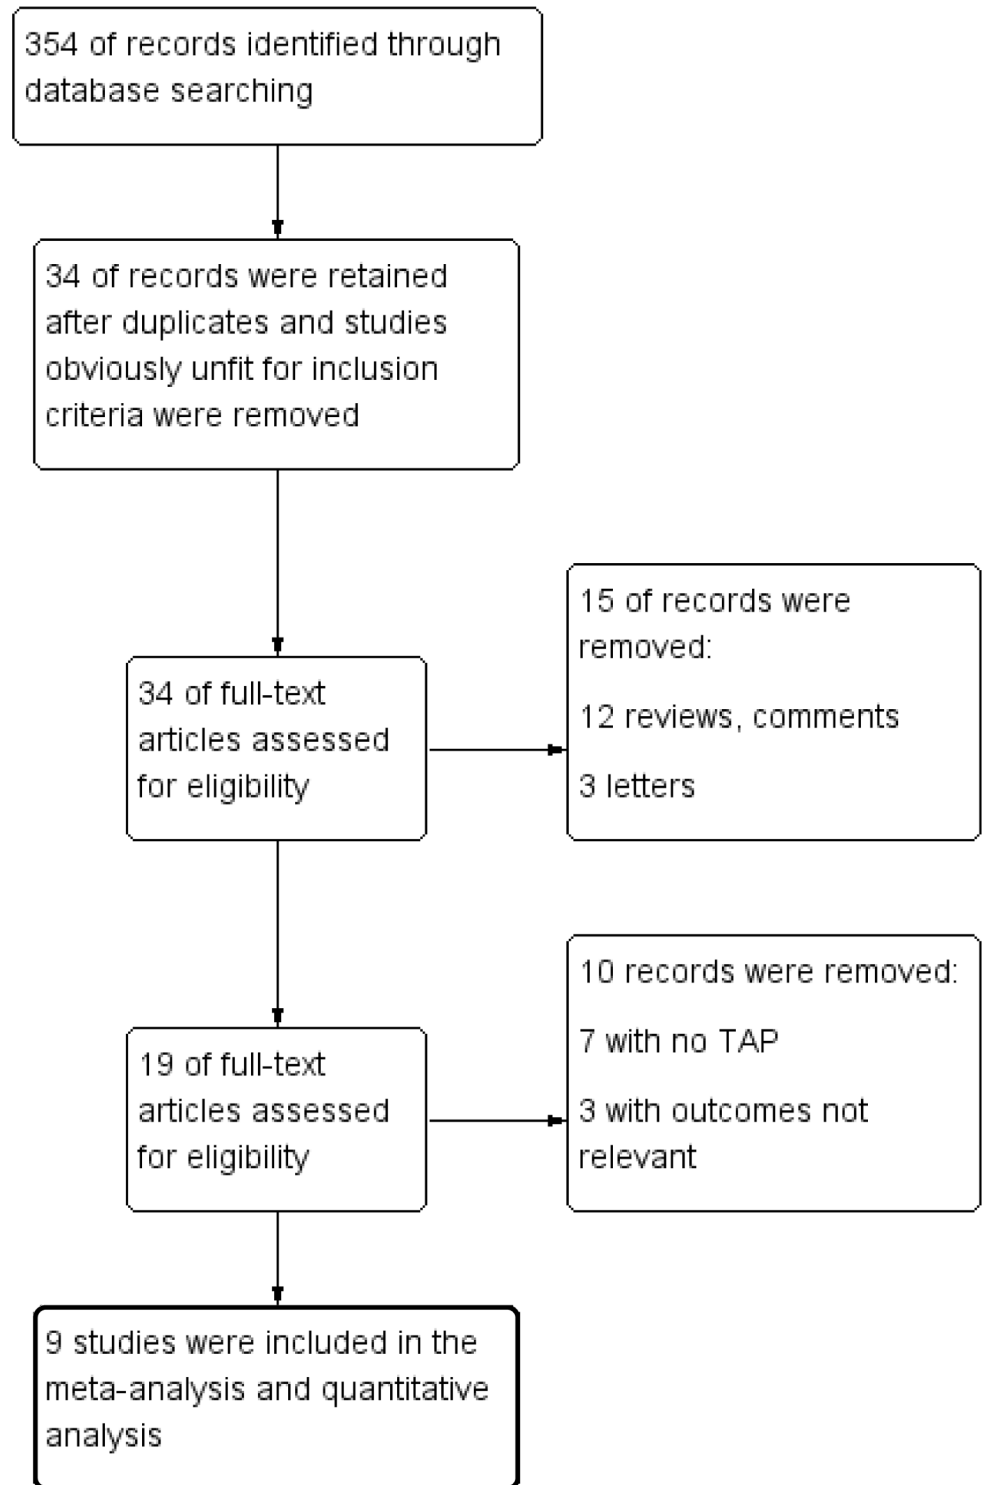 354 of records identified through
database searching
34 of records were retained
after duplicates and studies
obviously unfit for inclusion
criteria were removed
34 of full-text
articles assessed
for eligibility
15 of records were
removed:
12 reviews, comments
3 letters
19 of full-text
articles assessed
for eligibility
10 records were removed:
7 with no TAP
3 with outcomes not
relevant
9 studies were included in the
meta-analysis and quantitative
analysis